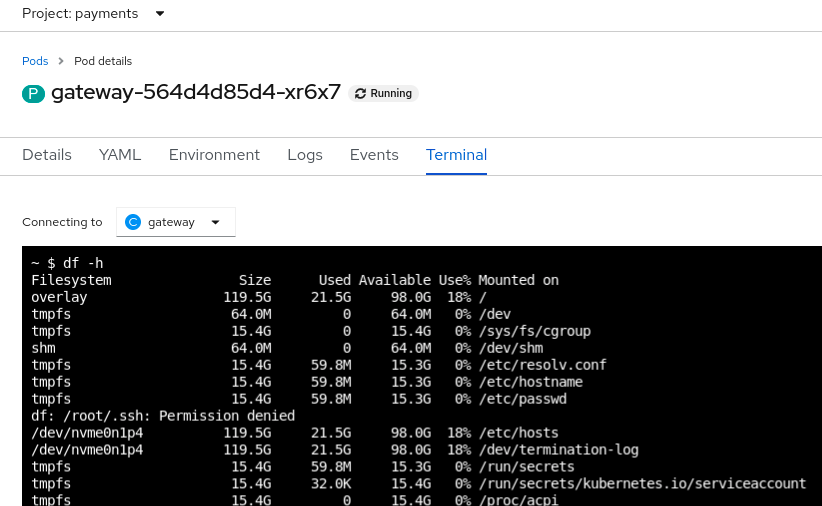 Project: payments
Pods > Pod details
P gateway-564d4d85d4-xr6x7 Running
Details YAML Environment Logs Events Terminal
Connecting to C gateway
~ $ df -h
Filesystem                Size      Used Available Use% Mounted on
overlay                 119.5G     21.5G     98.0G  18% /
tmpfs                    64.0M         0     64.0M   0% /dev
tmpfs                    15.4G         0     15.4G   0% /sys/fs/cgroup
shm                      64.0M         0     64.0M   0% /dev/shm
tmpfs                    15.4G     59.8M     15.3G   0% /etc/resolv.conf
tmpfs                    15.4G     59.8M     15.3G   0% /etc/hostname
tmpfs                    15.4G     59.8M     15.3G   0% /etc/passwd
df: /root/.ssh: Permission denied
/dev/nvme0n1p4          119.5G     21.5G     98.0G  18% /etc/hosts
/dev/nvme0n1p4          119.5G     21.5G     98.0G  18% /dev/termination-log
tmpfs                    15.4G     59.8M     15.3G   0% /run/secrets
tmpfs                    15.4G     32.0K     15.4G   0% /run/secrets/kubernetes.io/serviceaccount
tmpfs                    15.4G         0     15.4G   0% /proc/acpi